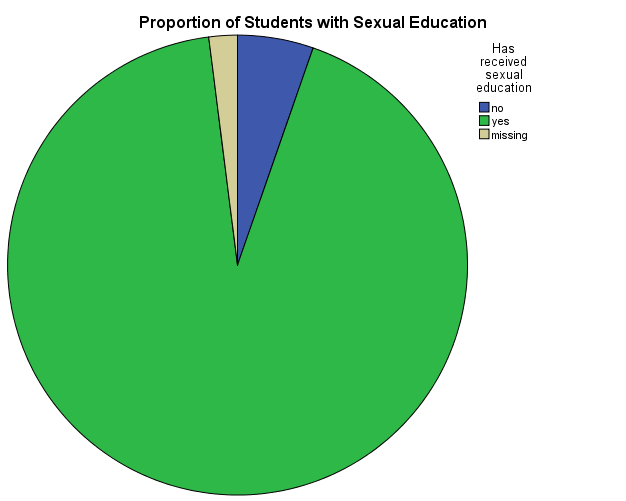 Proportion of Students with Sexual Education
Has
received
sexual
education
no
yes
missing